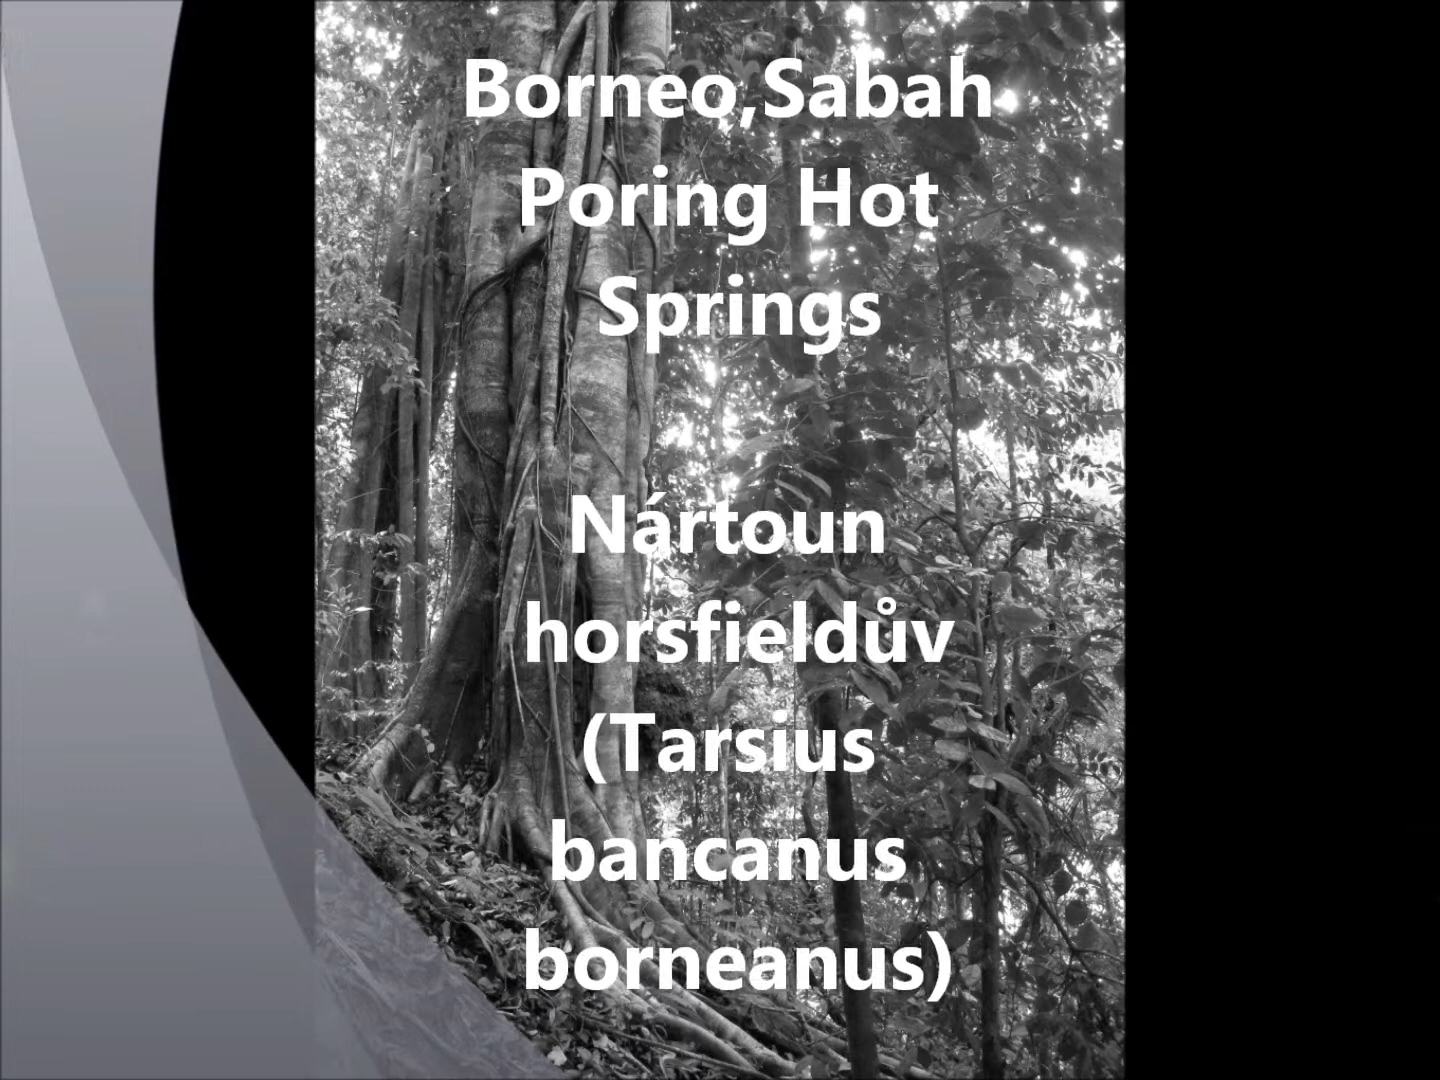 Borneo,Sabah
Poring Hot
Springs
Nártoun
horsfieldův
(Tarsius
bancanus
borneanus)